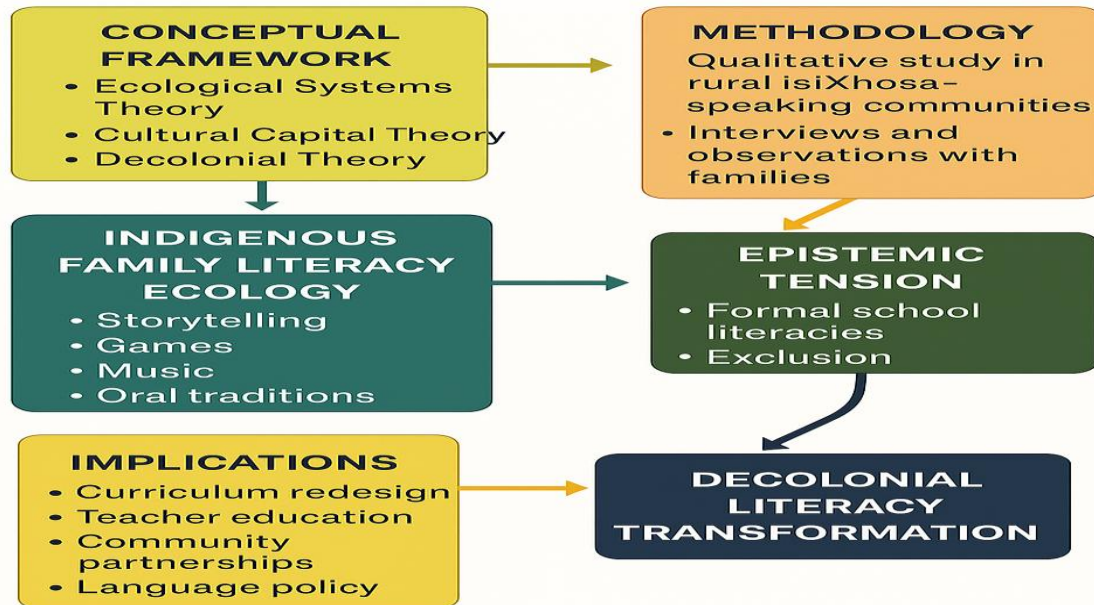 CONCEPTUAL
FRAMEWORK
• Ecological Systems
Theory
• Cultural Capital Theory
• Decolonial Theory
METHODOLOGY
Qualitative study in
rural isiXhosa–
speaking communities
• Interviews and
observations with
families
INDIGENOUS
FAMILY LITERACY
ECOLOGY
• Storytelling
• Games
• Music
• Oral traditions
EPISTEMIC
TENSION
• Formal school
literacies
• Exclusion
IMPLICATIONS
• Curriculum redesign
• Teacher education
• Community
partnerships
• Language policy
DECOLONIAL
LITERACY
TRANSFORMATION